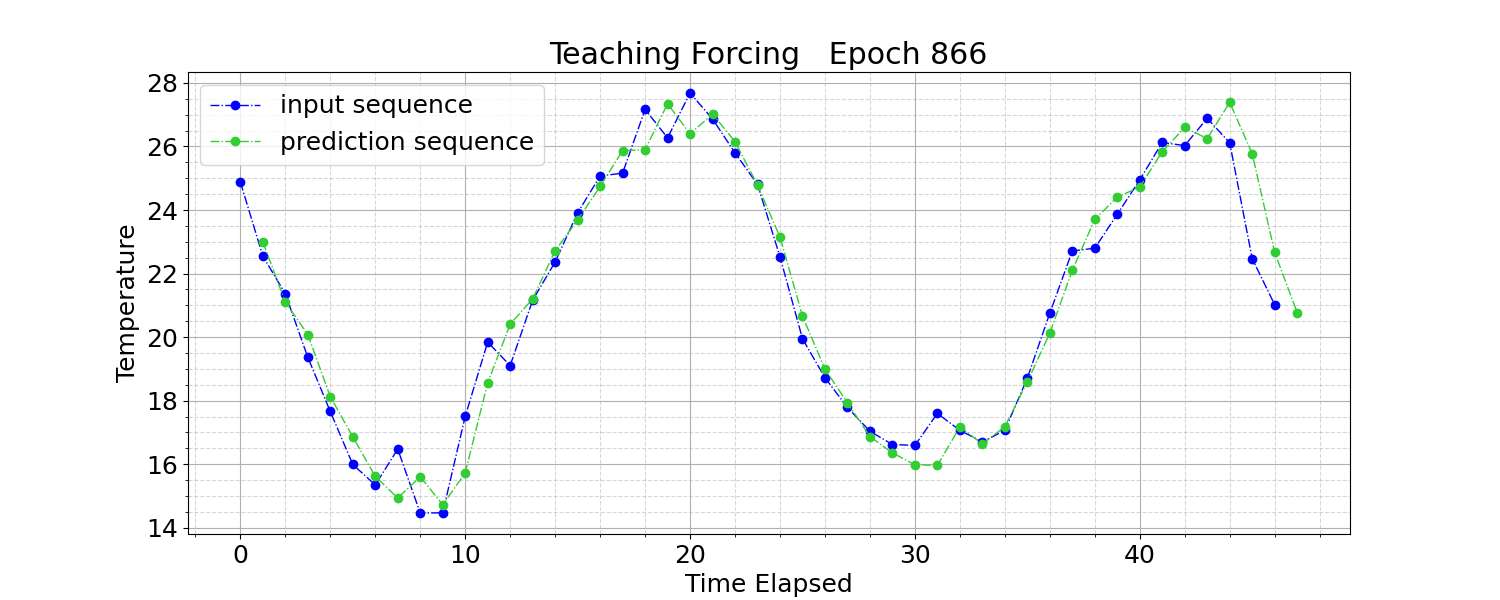 Teaching Forcing   Epoch 866
input sequence
prediction sequence
Temperature
28
26
24
22
20
18
16
14
0 10 20 30 40
Time Elapsed